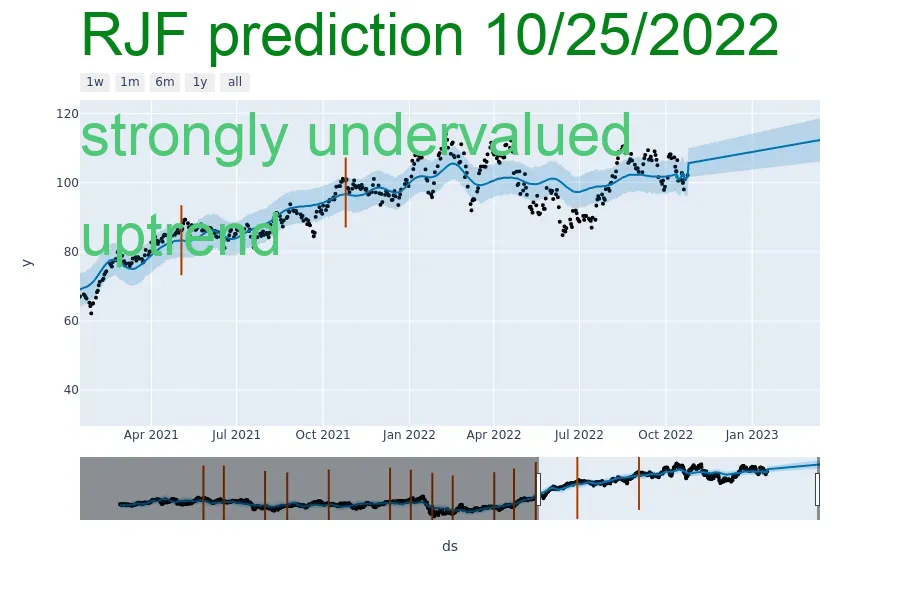 RJF prediction 10/25/2022
1w 1m 6m 1y all
strongly undervalued
uptrend
120
100
80
60
40
y
Apr 2021 Jul 2021 Oct 2021 Jan 2022 Apr 2022 Jul 2022 Oct 2022 Jan 2023
ds